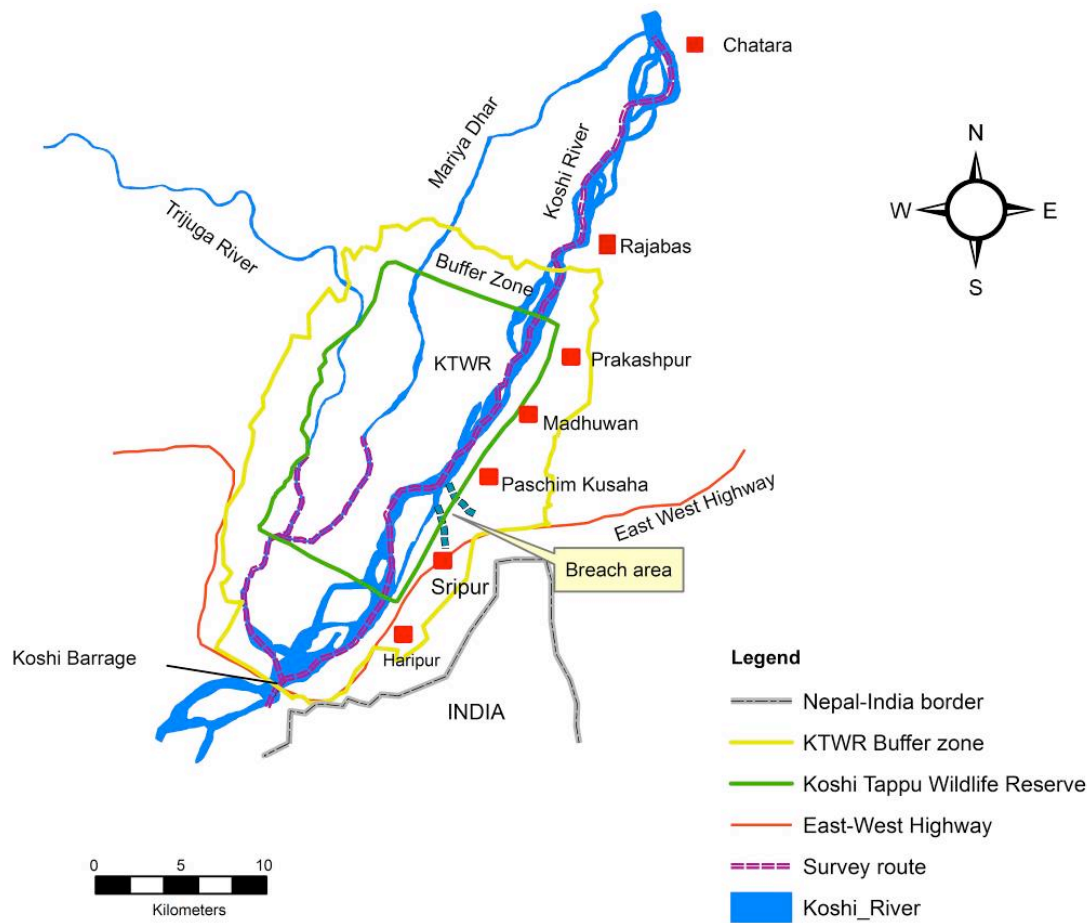 Chatara
Mariya Dhar
Koshi River
N
W
E
S
Trijuga River
Rajabas
Buffer Zone
KTWR
Prakashpur
Madhuwan
Paschim Kusaha
East West Highway
Breach area
Sripur
Haripur
Koshi Barrage
INDIA
Legend
Nepal-India border
KTWR Buffer zone
Koshi Tappu Wildlife Reserve
East-West Highway
Survey route
Koshi_River
0 5 10
Kilometers